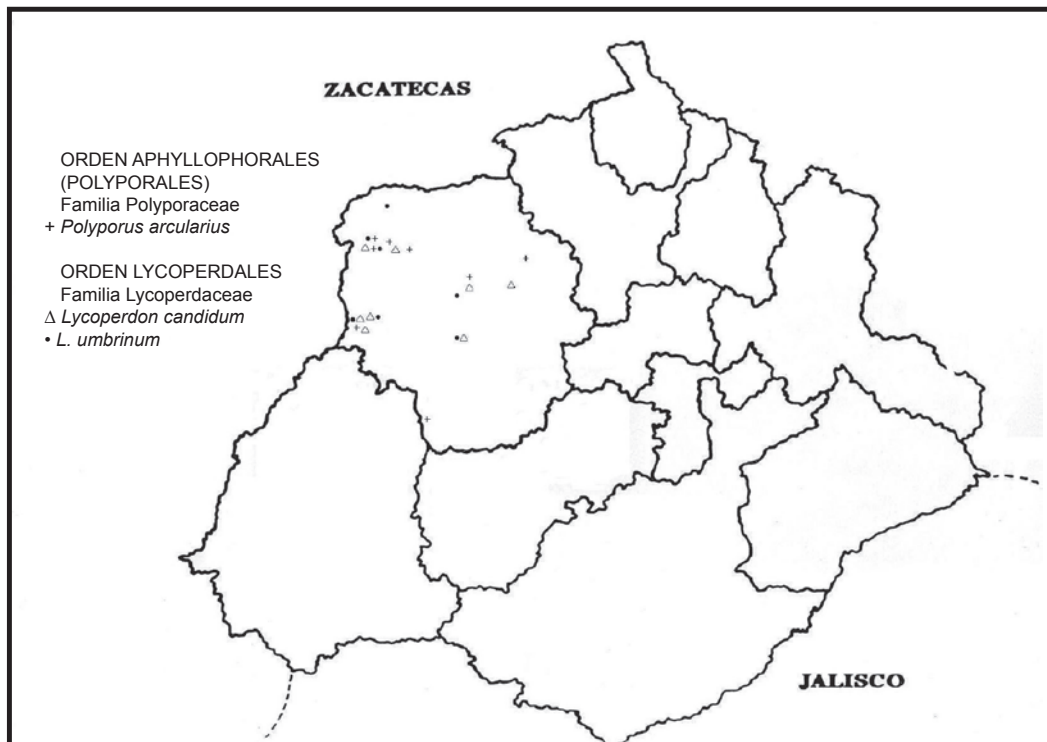 ZACATECAS
ORDEN APHYLLOPHORALES
(POLYPORALES)
Familia Polyporaceae
+ Polyporus arcularius
ORDEN LYCOPERDALES
Familia Lycoperdaceae
Δ Lycoperdon candidum
• L. umbrinum
JALISCO